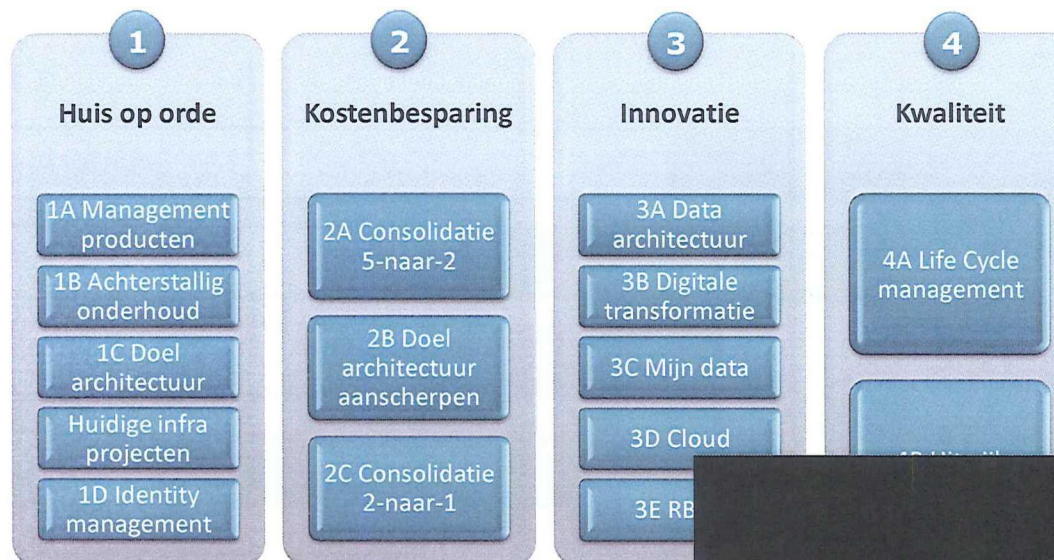 1
Huis op orde
1A Management
producten
1B Achterstallig
onderhoud
1C Doel
architectuur
Huidige infra
projecten
1D Identity
management
2
Kostenbesparing
2A Consolidatie
5-naar-2
2B Doel
architectuur
aanscherpen
2C Consolidatie
2-naar-1
3
Innovatie
3A Data
architectuur
3B Digitale
transformatie
3C Mijn data
3D Cloud
3E
4
Kwaliteit
4A Life Cycle
management